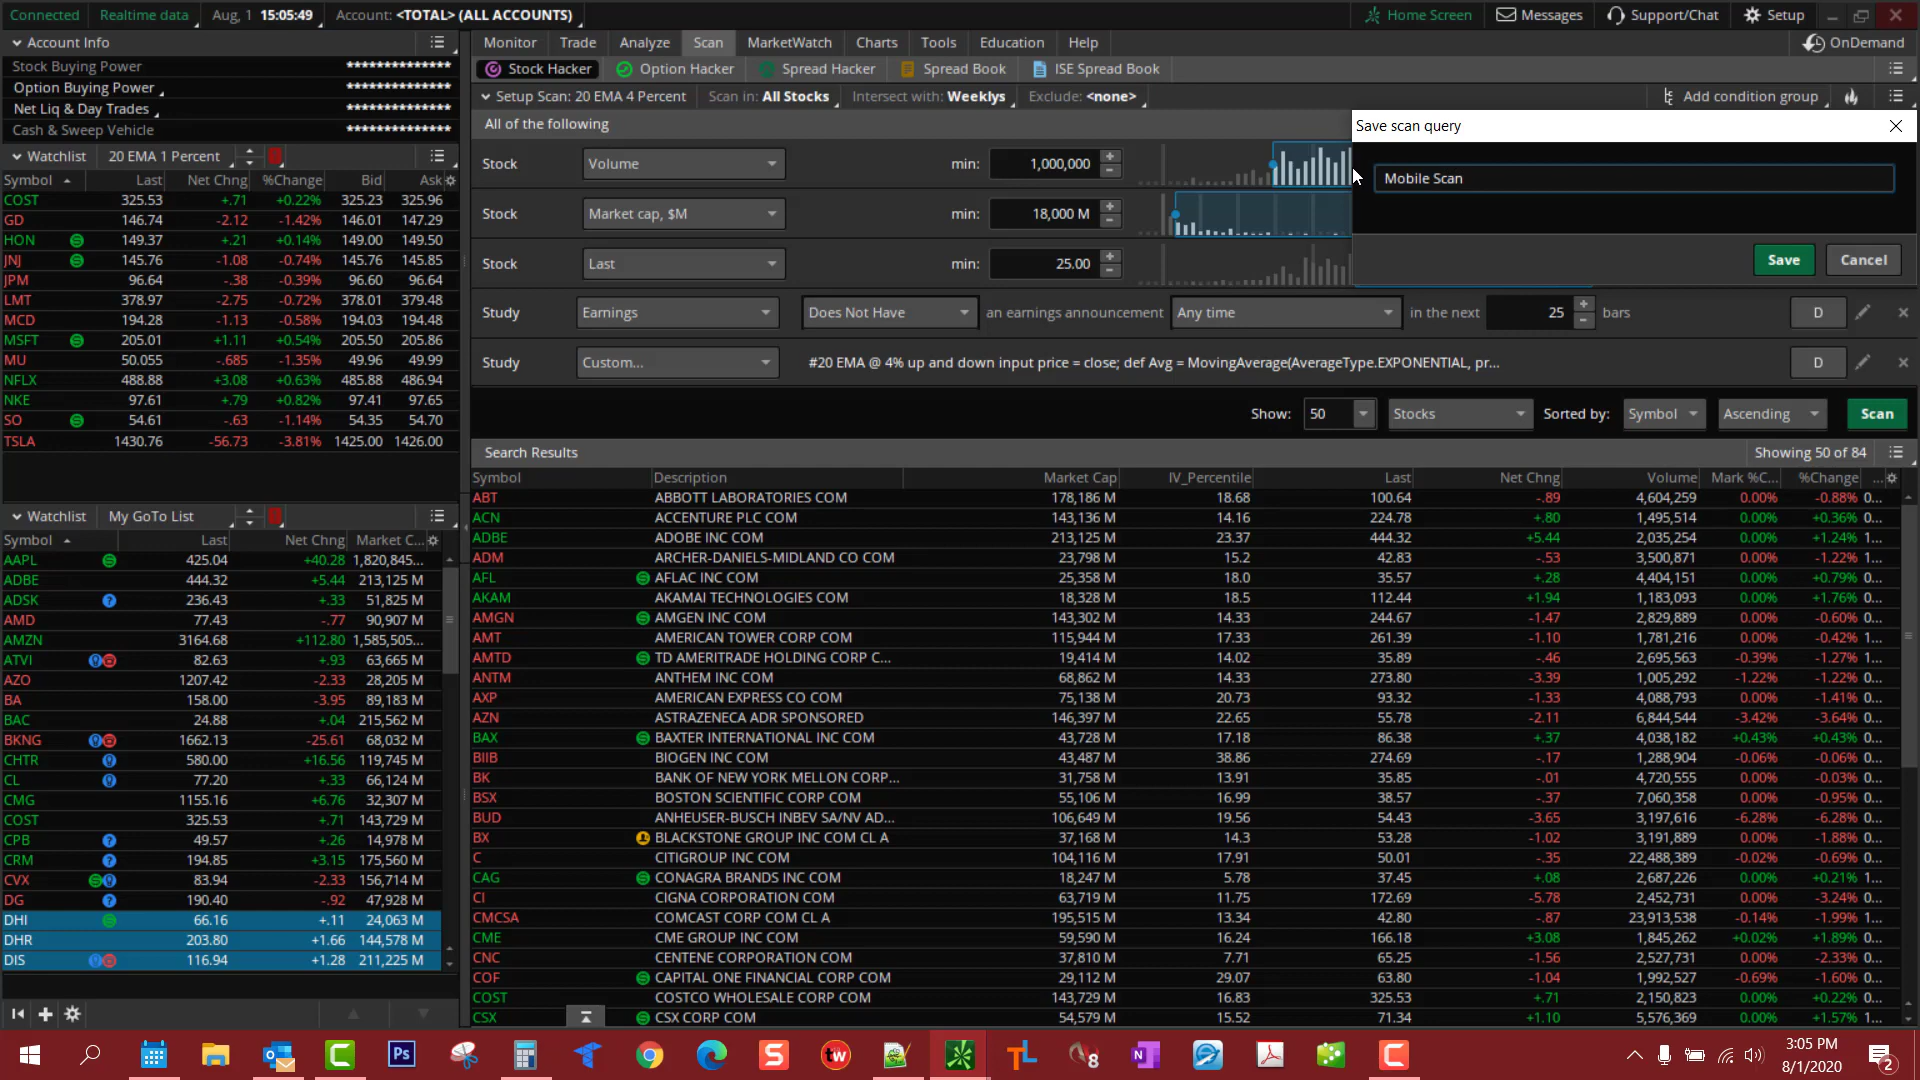 Connected Realtime data Aug, 1 15:05:49 Account: <TOTAL> (ALL ACCOUNTS) Home Screen Messages Support/Chat Setup
Account Info
Stock Buying Power **************
Option Buying Power **************
Net Liq & Day Trades **************
Cash & Sweep Vehicle **************
Watchlist 20 EMA 1 Percent
Symbol Last Net Chng %Change Bid Ask
COST 325.53 +.71 +0.22% 325.23 325.96
GD 146.74 -2.12 -1.42% 146.01 147.29
HON 149.37 +.21 +0.14% 149.00 149.50
JNJ 145.76 -1.08 -0.74% 145.76 145.85
JPM 96.64 -.38 -0.39% 96.60 96.64
LMT 378.97 -2.75 -0.72% 378.01 379.48
MCD 194.28 -1.13 -0.58% 194.03 194.48
MSFT 205.01 +1.11 +0.54% 205.50 205.86
MU 50.055 -.685 -1.35% 49.96 49.99
NFLX 488.88 +3.08 +0.63% 485.88 486.94
NKE 97.61 +.79 +0.82% 97.41 97.65
SO 54.61 -.63 -1.14% 54.35 54.70
TSLA 1430.76 -56.73 -3.81% 1425.00 1426.00
Watchlist My GoTo List
Symbol Last Net Chng Market C...
AAPL 425.04 +40.28 1,820,845...
ADBE 444.32 +5.44 213,125 M
ADSK 236.43 +.33 51,825 M
AMD 77.43 -.77 90,907 M
AMZN 3164.68 +112.80 1,585,505...
ATVI 82.63 +.93 63,665 M
AZO 1207.42 -2.33 28,205 M
BA 158.00 -3.95 89,183 M
BAC 24.88 +.04 215,562 M
BKNG 1662.13 -25.61 68,032 M
CHTR 580.00 +16.56 119,745 M
CL 77.20 +.33 66,124 M
CMG 1155.16 +6.76 32,307 M
COST 325.53 +.71 143,729 M
CPB 49.57 +.26 14,978 M
CRM 194.85 +3.15 175,560 M
CVX 83.94 -2.33 156,714 M
DG 190.40 -.92 47,928 M
DHI 66.16 +.11 24,063 M
DHR 203.80 +1.66 144,578 M
DIS 116.94 +1.28 211,225 M
Monitor Trade Analyze Scan MarketWatch Charts Tools Education Help OnDemand
Stock Hacker Option Hacker Spread Hacker Spread Book ISE Spread Book
Setup Scan: 20 EMA 4 Percent Scan in: All Stocks Intersect with: Weeklys Exclude: <none> Add condition group
All of the following
Save scan query
Stock Volume min: 1,000,000
Mobile Scan
Stock Market cap, $M min: 18,000 M
Stock Last min: 25.00
Save Cancel
Study Earnings Does Not Have an earnings announcement Any time in the next 25 bars D
Study Custom... #20 EMA @ 4% up and down input price = close; def Avg = MovingAverage(AverageType.EXPONENTIAL, pr... D
Show: 50 Stocks Sorted by: Symbol Ascending Scan
Search Results Showing 50 of 84
Symbol Description Market Cap IV_Percentile Last Net Chng Volume Mark %C... %Change ...
ABT ABBOTT LABORATORIES COM 178,186 M 18.68 100.64 -.89 4,604,259 0.00% -0.88% 0...
ACN ACCENTURE PLC COM 143,136 M 14.16 224.78 +.80 1,495,514 0.00% +0.36% 0...
ADBE ADOBE INC COM 213,125 M 23.37 444.32 +5.44 2,035,254 0.00% +1.24% 1...
ADM ARCHER-DANIELS-MIDLAND CO COM 23,798 M 15.2 42.83 -.53 3,500,871 0.00% -1.22% 1...
AFL AFLAC INC COM 25,358 M 18.0 35.57 +.28 4,404,151 0.00% +0.79% 0...
AKAM AKAMAI TECHNOLOGIES COM 18,328 M 18.5 112.44 +1.94 1,183,093 0.00% +1.76% 0...
AMGN AMGEN INC COM 143,302 M 14.33 244.67 -1.47 2,829,889 0.00% -0.60% 0...
AMT AMERICAN TOWER CORP COM 115,944 M 17.33 261.39 -1.10 1,781,216 0.00% -0.42% 1...
AMTD TD AMERITRADE HOLDING CORP C... 19,414 M 14.02 35.89 -.46 2,695,563 -0.39% -1.27% 1...
ANTM ANTHEM INC COM 68,862 M 14.33 273.80 -3.39 1,005,292 -1.22% -1.22% 0...
AXP AMERICAN EXPRESS CO COM 75,138 M 20.73 93.32 -1.33 4,088,793 0.00% -1.41% 0...
AZN ASTRAZENECA ADR SPONSORED 146,397 M 22.65 55.78 -2.11 6,844,544 -3.42% -3.64% 0...
BAX BAXTER INTERNATIONAL INC COM 43,728 M 17.18 86.38 +.37 4,038,182 +0.43% +0.43% 0...
BIIB BIOGEN INC COM 43,487 M 38.86 274.69 -.17 1,288,904 -0.06% -0.06% 0...
BK BANK OF NEW YORK MELLON CORP... 31,758 M 13.91 35.85 -.01 4,720,555 0.00% -0.03% 0...
BSX BOSTON SCIENTIFIC CORP COM 55,106 M 16.99 38.57 -.37 7,060,358 0.00% -0.95% 0...
BUD ANHEUSER-BUSCH INBEV SA/NV AD... 106,649 M 19.56 54.43 -3.65 3,197,616 -6.28% -6.28% 0...
BX BLACKSTONE GROUP INC COM CL A 37,168 M 14.3 53.28 -1.02 3,191,889 0.00% -1.88% 0...
C CITIGROUP INC COM 104,116 M 17.91 50.01 -.35 22,488,389 -0.02% -0.69% 0...
CAG CONAGRA BRANDS INC COM 18,247 M 5.78 37.45 +.08 2,687,226 0.00% +0.21% 1...
CI CIGNA CORPORATION COM 63,719 M 11.75 172.69 -5.78 2,452,731 0.00% -3.24% 0...
CMCSA COMCAST CORP COM CL A 195,515 M 13.34 42.80 -.87 23,913,538 -0.14% -1.99% 1...
CME CME GROUP INC COM 59,590 M 16.24 166.18 +3.08 1,845,262 +0.02% +1.89% 0...
CNC CENTENE CORPORATION COM 37,810 M 7.71 65.25 -1.56 2,527,731 0.00% -2.33% 0...
COF CAPITAL ONE FINANCIAL CORP COM 29,112 M 29.07 63.80 -1.04 1,992,527 -0.69% -1.60% 0...
COST COSTCO WHOLESALE CORP COM 143,729 M 16.83 325.53 +.71 2,150,823 0.00% +0.22% 0...
CSX CSX CORP COM 54,579 M 15.52 71.34 +1.10 5,576,369 0.00% +1.57% 1...
Ps S tw TL 8 N C
3:05 PM
8/1/2020
2